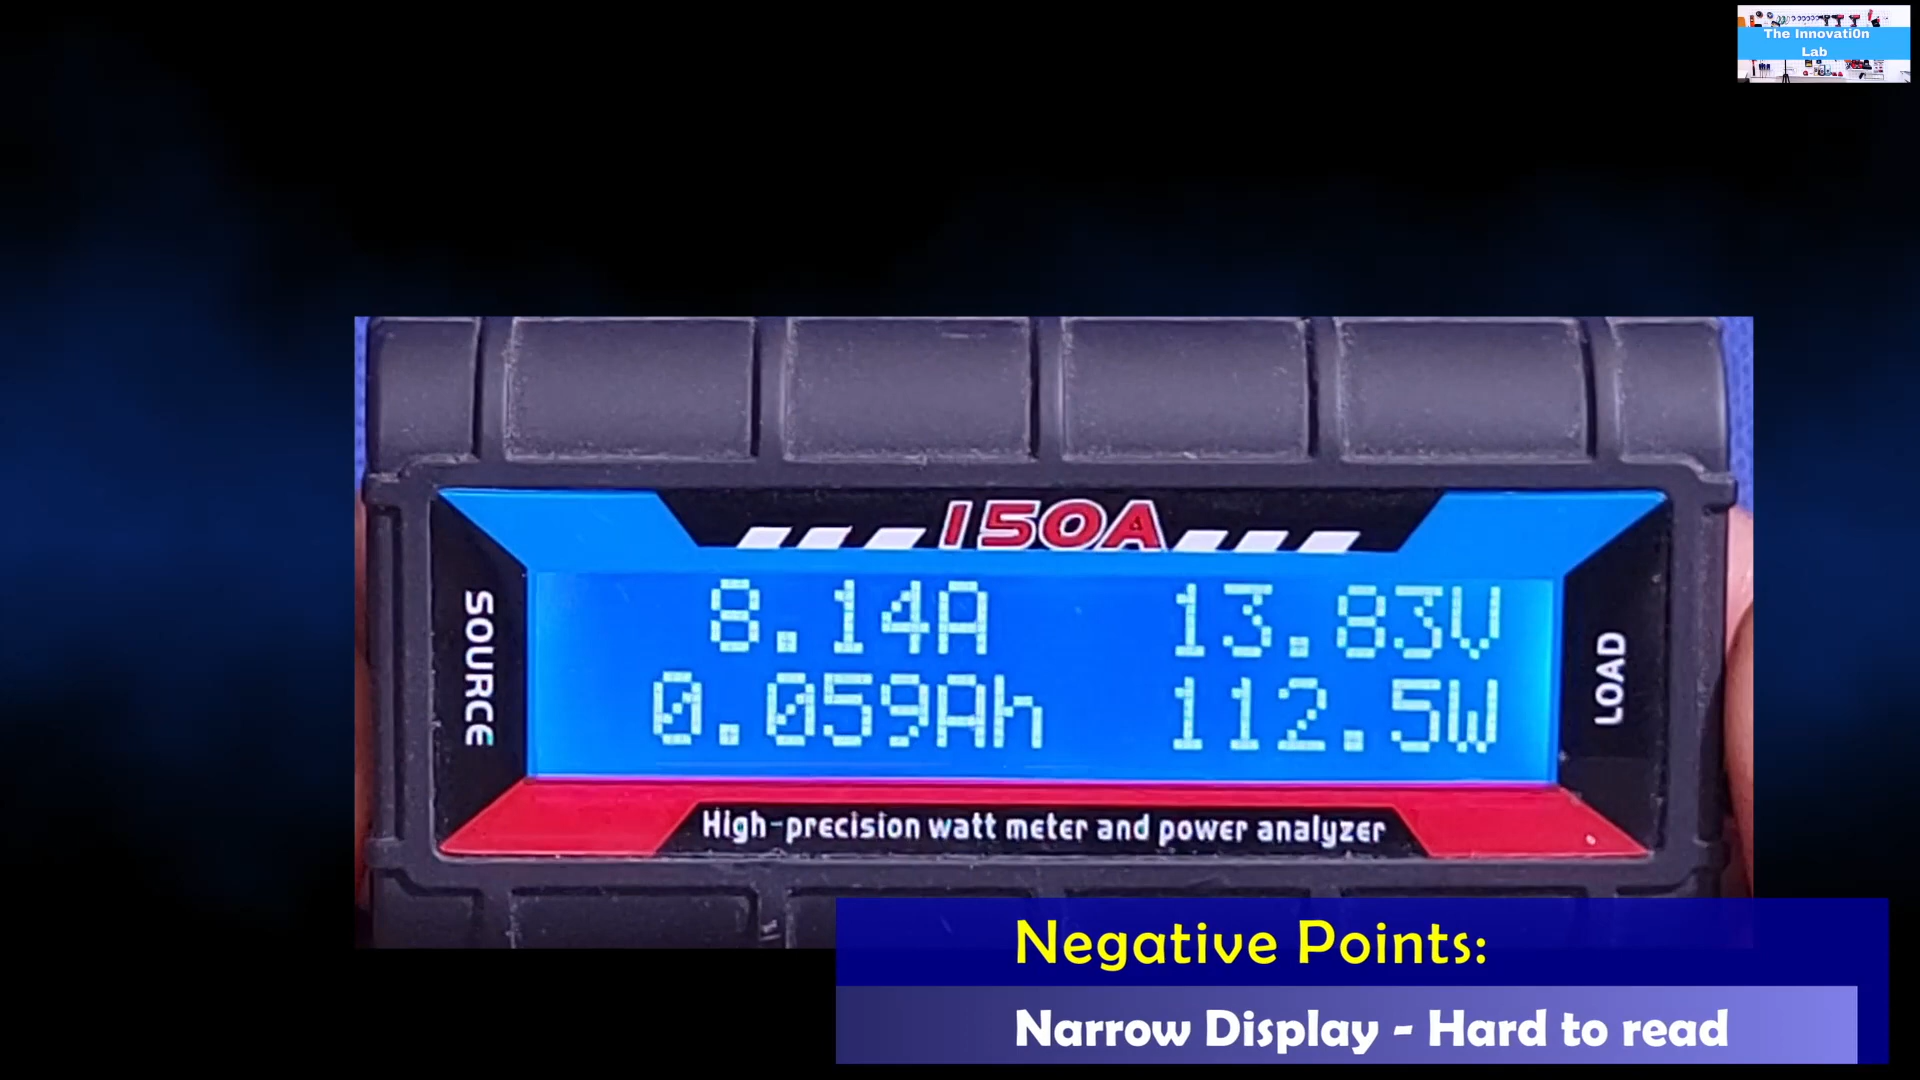 The Innovati0n
Lab
150A
SOURCE
8.14A 13.83V
0.059Ah 112.5W
LOAD
High-precision watt meter and power analyzer
Negative Points:
Narrow Display - Hard to read